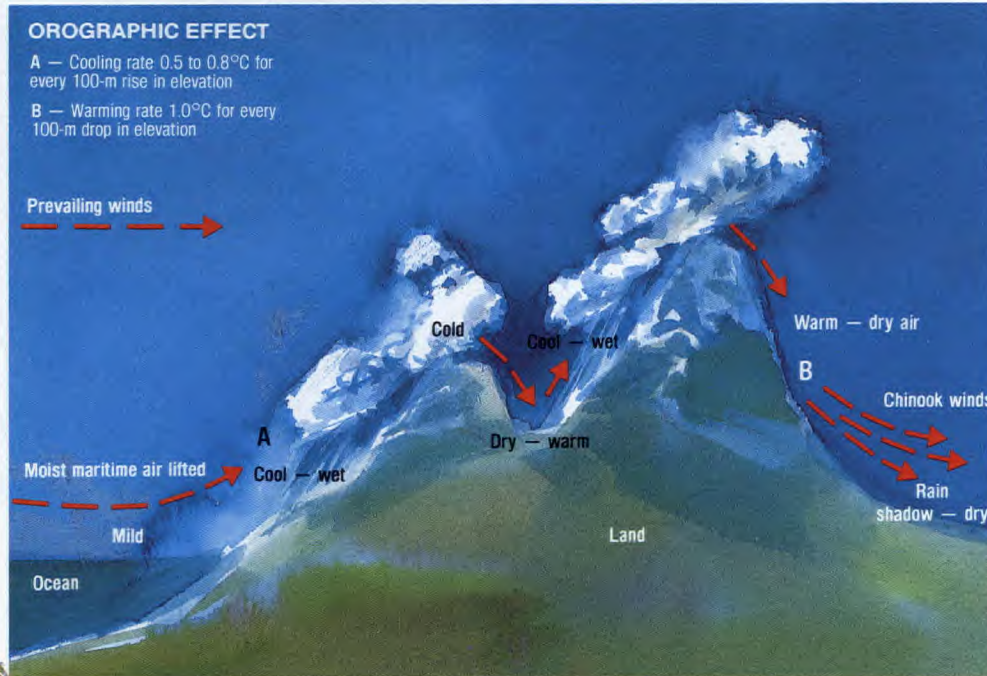 OROGRAPHIC EFFECT
A — Cooling rate 0.5 to 0.8°C for
every 100-m rise in elevation
B — Warming rate 1.0°C for every
100-m drop in elevation
Prevailing winds
Cold
Cool — wet
Warm — dry air
B
Chinook winds
A
Dry — warm
Moist maritime air lifted
Cool — wet
Rain
shadow — dry
Mild
Land
Ocean